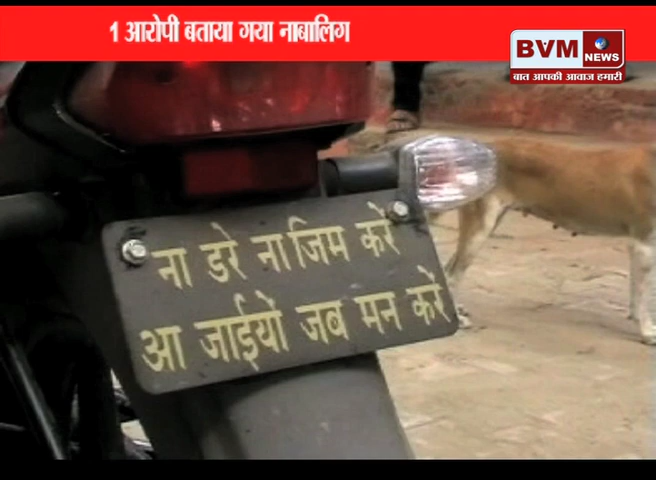 1 आरोपी बताया गया नाबालिग
BVM NEWS
बात आपकी आवाज हमारी
ना डरे ना जिम करें
आ जाईयों जब मन करें